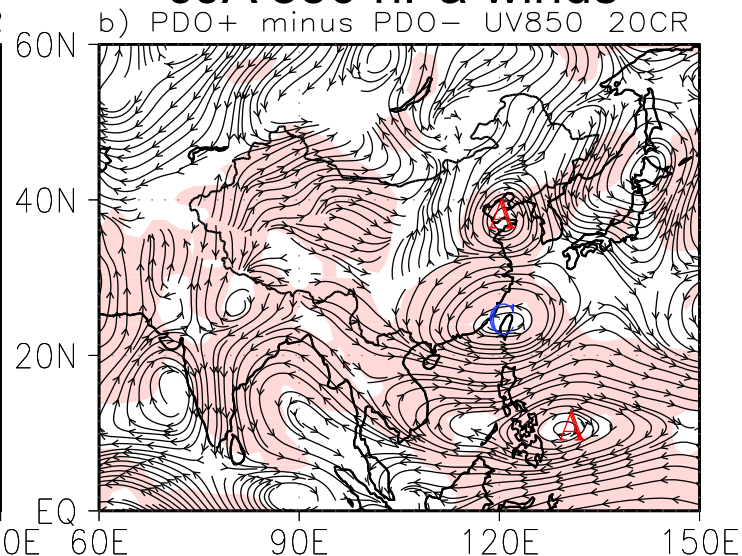 b) PDO+ minus PDO- UV850 20CR
60N
40N
A
C
20N
A
EQ
60E 90E 120E 150E